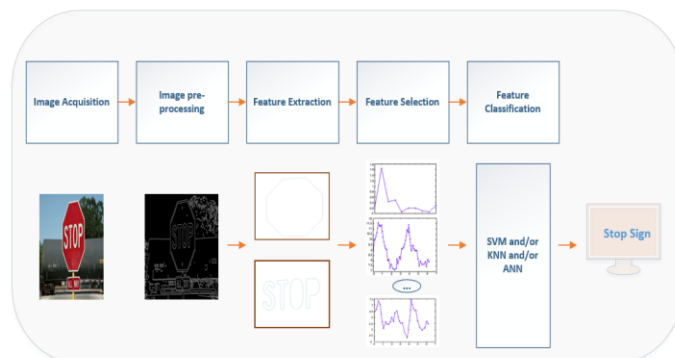 Image Acquisition
Image pre-
processing
Feature Extraction
Feature Selection
Feature
Classification
STOP
STOP
STOP
...
SVM and/or
KNN and/or
ANN
Stop Sign